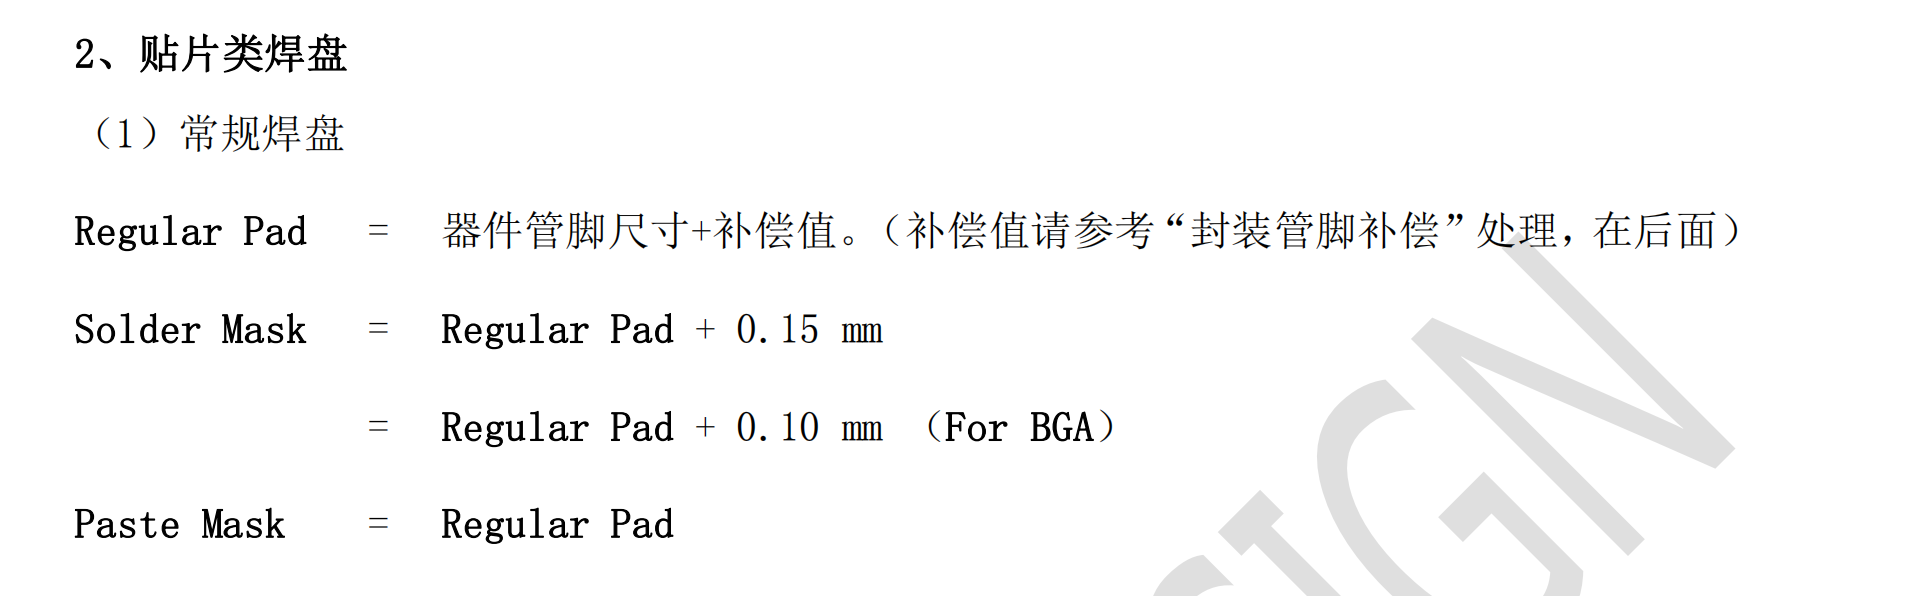 2、贴片类焊盘
（1）常规焊盘
Regular Pad = 器件管脚尺寸+补偿值。（补偿值请参考“封装管脚补偿”处理，在后面）
Solder Mask = Regular Pad + 0.15 mm
= Regular Pad + 0.10 mm （For BGA）
Paste Mask = Regular Pad
SIGN